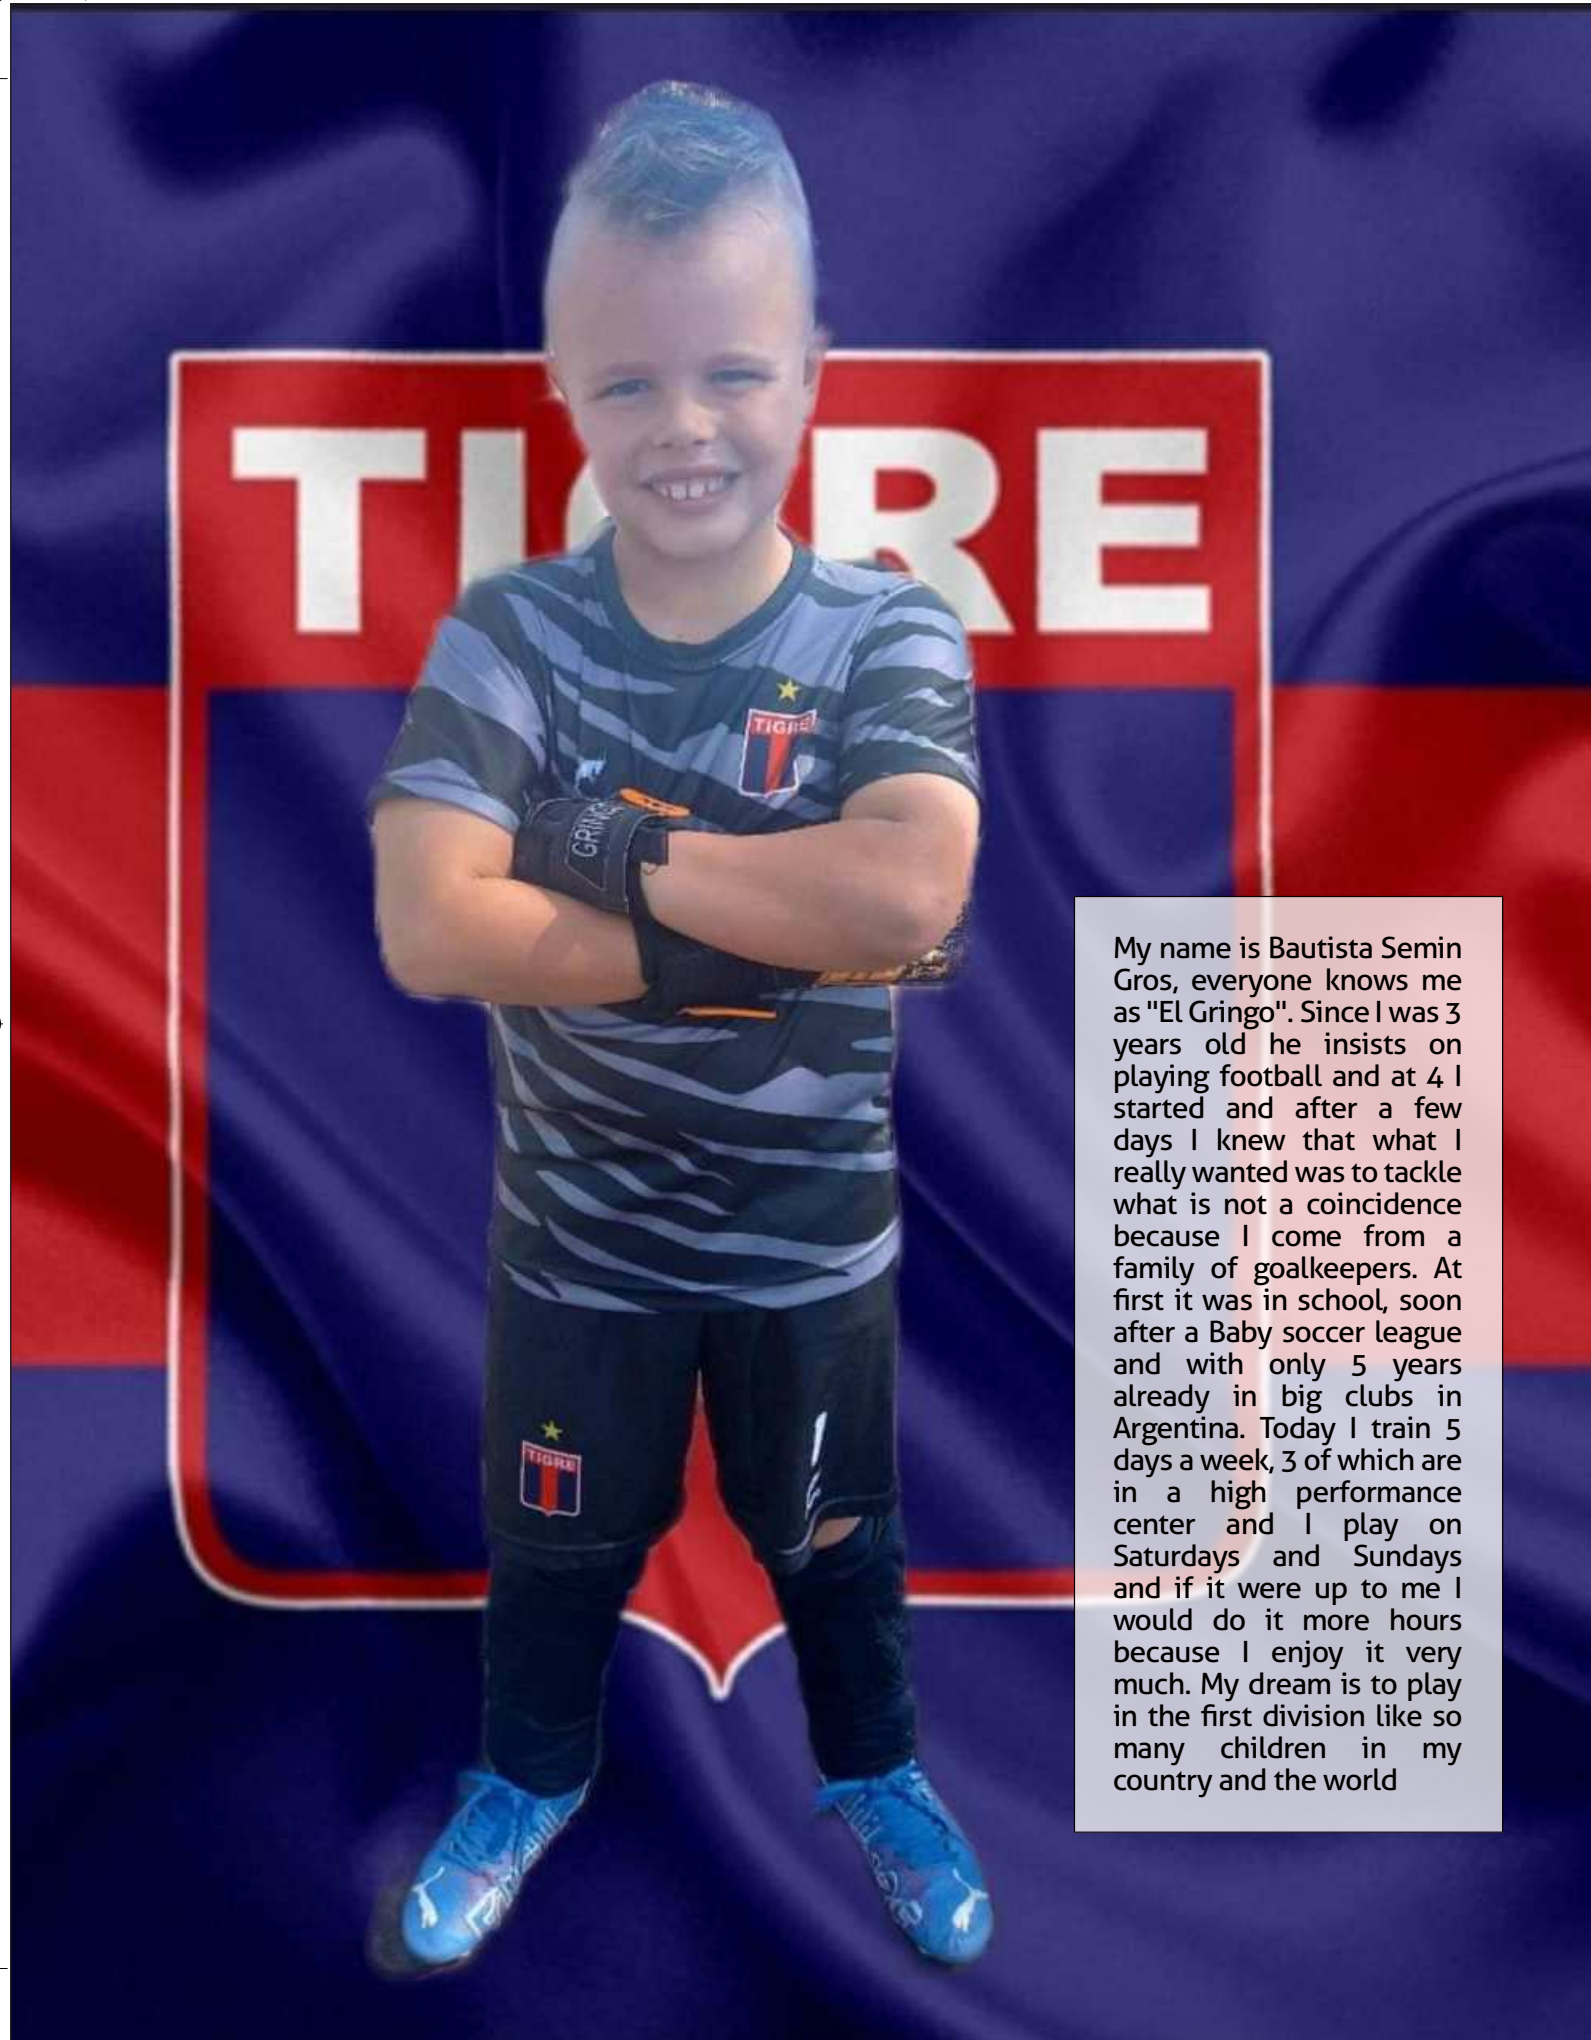 TIGRE
TIGRE
GRINGO
My name is Bautista Semin
Gros, everyone knows me
as "El Gringo". Since I was 3
years old he insists on
playing football and at 4 I
started and after a few
days I knew that what I
really wanted was to tackle
what is not a coincidence
because I come from a
family of goalkeepers. At
first it was in school, soon
after a Baby soccer league
and with only 5 years
already in big clubs in
Argentina. Today I train 5
days a week, 3 of which are
in a high performance
center and I play on
Saturdays and Sundays
and if it were up to me I
would do it more hours
because I enjoy it very
much. My dream is to play
in the first division like so
many children in my
country and the world
1
TIGRE